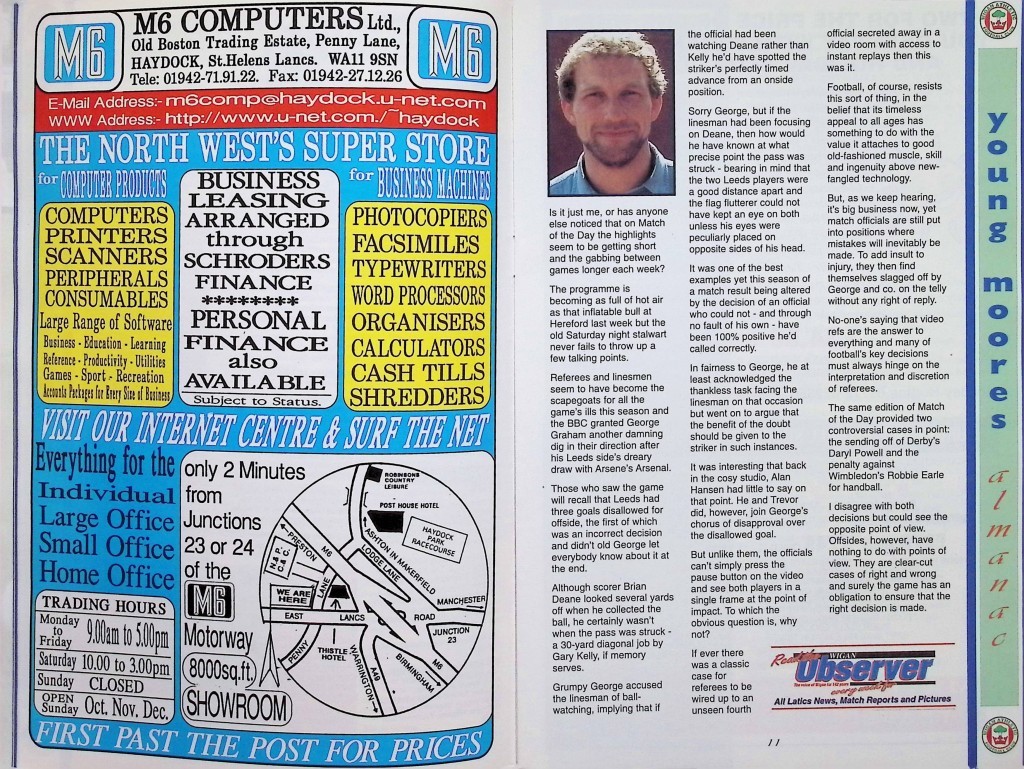 M6
M6 COMPUTERS Ltd.,
Old Boston Trading Estate, Penny Lane,
HAYDOCK, St.Helens Lancs. WA11 9SN
Tele: 01942-71.91.22. Fax: 01942-27.12.26
M6
E-Mail Address:- m6comp@haydock.u-net.com
WWW Address:- http://www.u-net.com./~haydock
THE NORTH WEST'S SUPER STORE
for COMPUTER PRODUCTS
COMPUTERS
PRINTERS
SCANNERS
PERIPHERALS
CONSUMABLES
Large Range of Software
Business - Education - Learning
Reference - Productivity - Utilities
Games - Sport - Recreation
Accounts Packages for Every Size of Business
BUSINESS
LEASING
ARRANGED
through
SCHRODERS
FINANCE
********
PERSONAL
FINANCE
also
AVAILABLE
Subject to Status.
for BUSINESS MACHINES
PHOTOCOPIERS
FACSIMILES
TYPEWRITERS
WORD PROCESSORS
ORGANISERS
CALCULATORS
CASH TILLS
SHREDDERS
VISIT OUR INTERNET CENTRE & SURF THE NET
Everything for the
Individual
Large Office
Small Office
Home Office
TRADING HOURS
Monday
to
Friday
9.00am to 5.00pm
Saturday 10.00 to 3.00pm
Sunday CLOSED
OPEN
Sunday
Oct. Nov. Dec.
only 2 Minutes
from
Junctions
23 or 24
of the
M6
Motorway
8000sq.ft.
SHOWROOM
ROBINSONS
COUNTRY
LEISURE
POST HOUSE HOTEL
HAYDOCK
PARK
RACECOURSE
ASHTON IN MAKERFIELD
LODGE LANE
PRESTON
M6
WE ARE
HERE
LANE
EAST
LANCS
ROAD
MANCHESTER
JUNCTION
23
PENNY
THISTLE
HOTEL
WARRINGTON
A49
BIRMINGHAM
M6
FIRST PAST THE POST FOR PRICES
Is it just me, or has anyone
else noticed that on Match
of the Day the highlights
seem to be getting short
and the gabbing between
games longer each week?
The programme is
becoming as full of hot air
as that inflatable bull at
Hereford last week but the
old Saturday night stalwart
never fails to throw up a
few talking points.
Referees and linesmen
seem to have become the
scapegoats for all the
game's ills this season and
the BBC granted George
Graham another damning
dig in their direction after
his Leeds side's dreary
draw with Arsene's Arsenal.
Those who saw the game
will recall that Leeds had
three goals disallowed for
offside, the first of which
was an incorrect decision
and didn't old George let
everybody know about it at
the end.
Although scorer Brian
Deane looked several yards
off when he collected the
ball, he certainly wasn't
when the pass was struck -
a 30-yard diagonal job by
Gary Kelly, if memory
serves.
Grumpy George accused
the linesman of ball-
watching, implying that if
the official had been
watching Deane rather than
Kelly he'd have spotted the
striker's perfectly timed
advance from an onside
position.
Sorry George, but if the
linesman had been focusing
on Deane, then how would
he have known at what
precise point the pass was
struck - bearing in mind that
the two Leeds players were
a good distance apart and
the flag flutterer could not
have kept an eye on both
unless his eyes were
peculiarly placed on
opposite sides of his head.
It was one of the best
examples yet this season of
a match result being altered
by the decision of an official
who could not - and through
no fault of his own - have
been 100% positive he'd
called correctly.
In fairness to George, he at
least acknowledged the
thankless task facing the
linesman on that occasion
but went on to argue that
the benefit of the doubt
should be given to the
striker in such instances.
It was interesting that back
in the cosy studio, Alan
Hansen had little to say on
that point. He and Trevor
did, however, join George's
chorus of disapproval over
the disallowed goal.
But unlike them, the officials
can't simply press the
pause button on the video
and see both players in a
single frame at the point of
impact. To which the
obvious question is, why
not?
If ever there
was a classic
case for
referees to be
wired up to an
unseen fourth
official secreted away in a
video room with access to
instant replays then this
was it.
Football, of course, resists
this sort of thing, in the
belief that its timeless
appeal to all ages has
something to do with the
value it attaches to good
old-fashioned muscle, skill
and ingenuity above new-
fangled technology.
But, as we keep hearing,
it's big business now, yet
match officials are still put
into positions where
mistakes will inevitably be
made. To add insult to
injury, they then find
themselves slagged off by
George and co. on the telly
without any right of reply.
No-one's saying that video
refs are the answer to
everything and many of
football's key decisions
must always hinge on the
interpretation and discretion
of referees.
The same edition of Match
of the Day provided two
controversial cases in point:
the sending off of Derby's
Daryl Powell and the
penalty against
Wimbledon's Robbie Earle
for handball.
I disagree with both
decisions but could see the
opposite point of view.
Offsides, however, have
nothing to do with points of
view. They are clear-cut
cases of right and wrong
and surely the game has an
obligation to ensure that the
right decision is made.
Read the WIGAN
Observer
every week for
All Latics News, Match Reports and Pictures
11
young moores
almanac